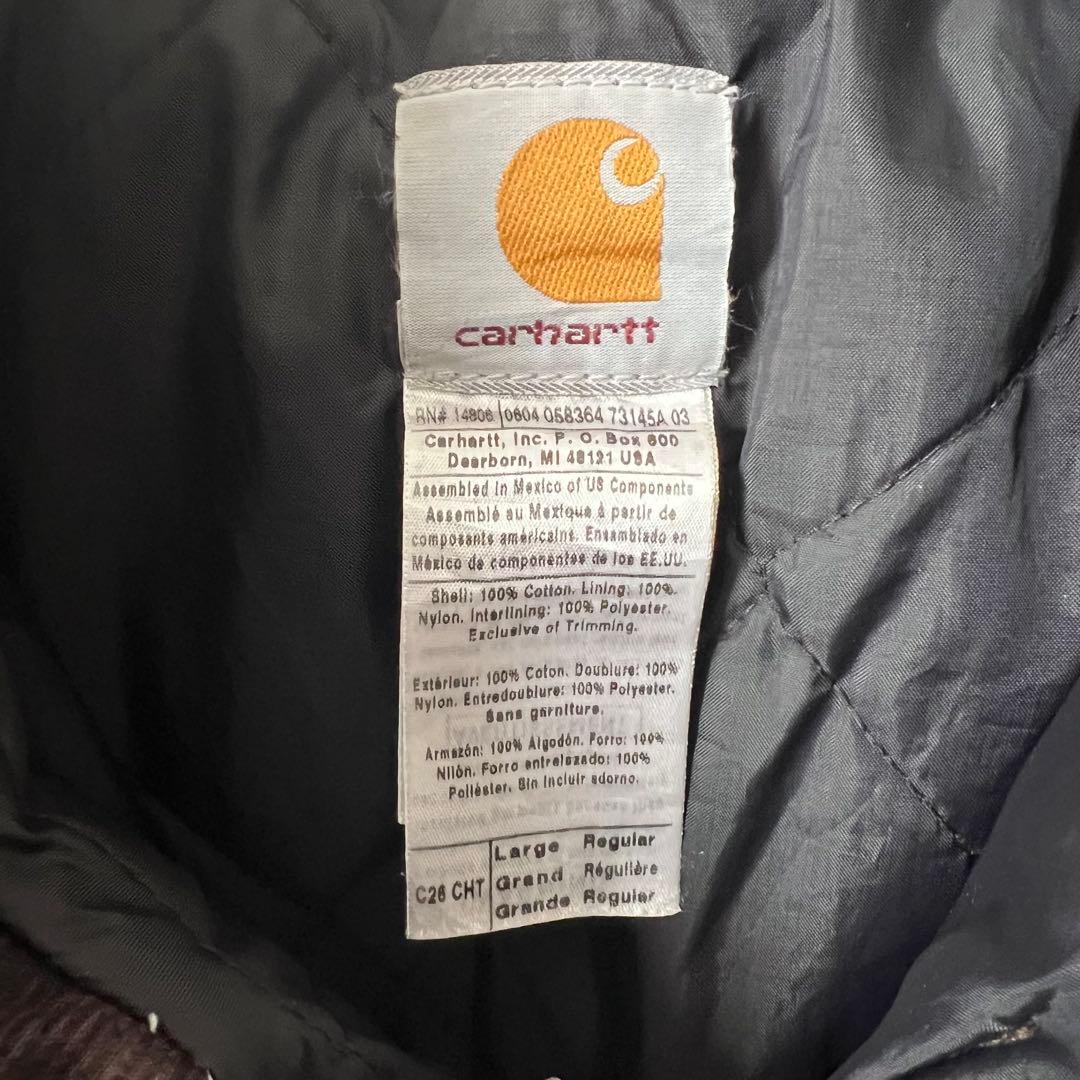 carhartt
RN# 14806 0604 058364 73145A 03
Carhartt, Inc. P. O. Box 600
Dearborn, MI 48121 USA
Assembled in Mexico of US Components
Assemblé au Mexique à partir de
composants américains. Ensamblado en
México de componentes de los EE.UU.
Shell: 100% Cotton. Lining: 100%
Nylon. Interlining: 100% Polyester.
Exclusive of Trimming.
Extérieur: 100% Coton. Doublure: 100%
Nylon. Entredoublure: 100% Polyester.
Sans garniture.
Armazón: 100% Algodón. Forro: 100%
Nilón. Forro entrelazado: 100%
Poliéster. Sin incluir adorno.
C26 CHT Large Regular
Grand Régulière
Grande Regular